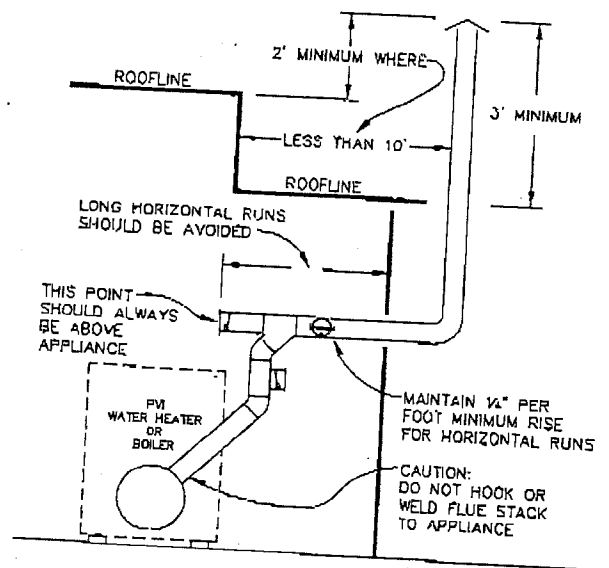 2' MINIMUM WHERE
ROOFLINE
3' MINIMUM
LESS THAN 10'
ROOFLINE
LONG HORIZONTAL RUNS
SHOULD BE AVOIDED
THIS POINT
SHOULD ALWAYS
BE ABOVE
APPLIANCE
PVI
WATER HEATER
OR
BOILER
MAINTAIN 1/4" PER
FOOT MINIMUM RISE
FOR HORIZONTAL RUNS
CAUTION:
DO NOT HOOK OR
WELD FLUE STACK
TO APPLIANCE